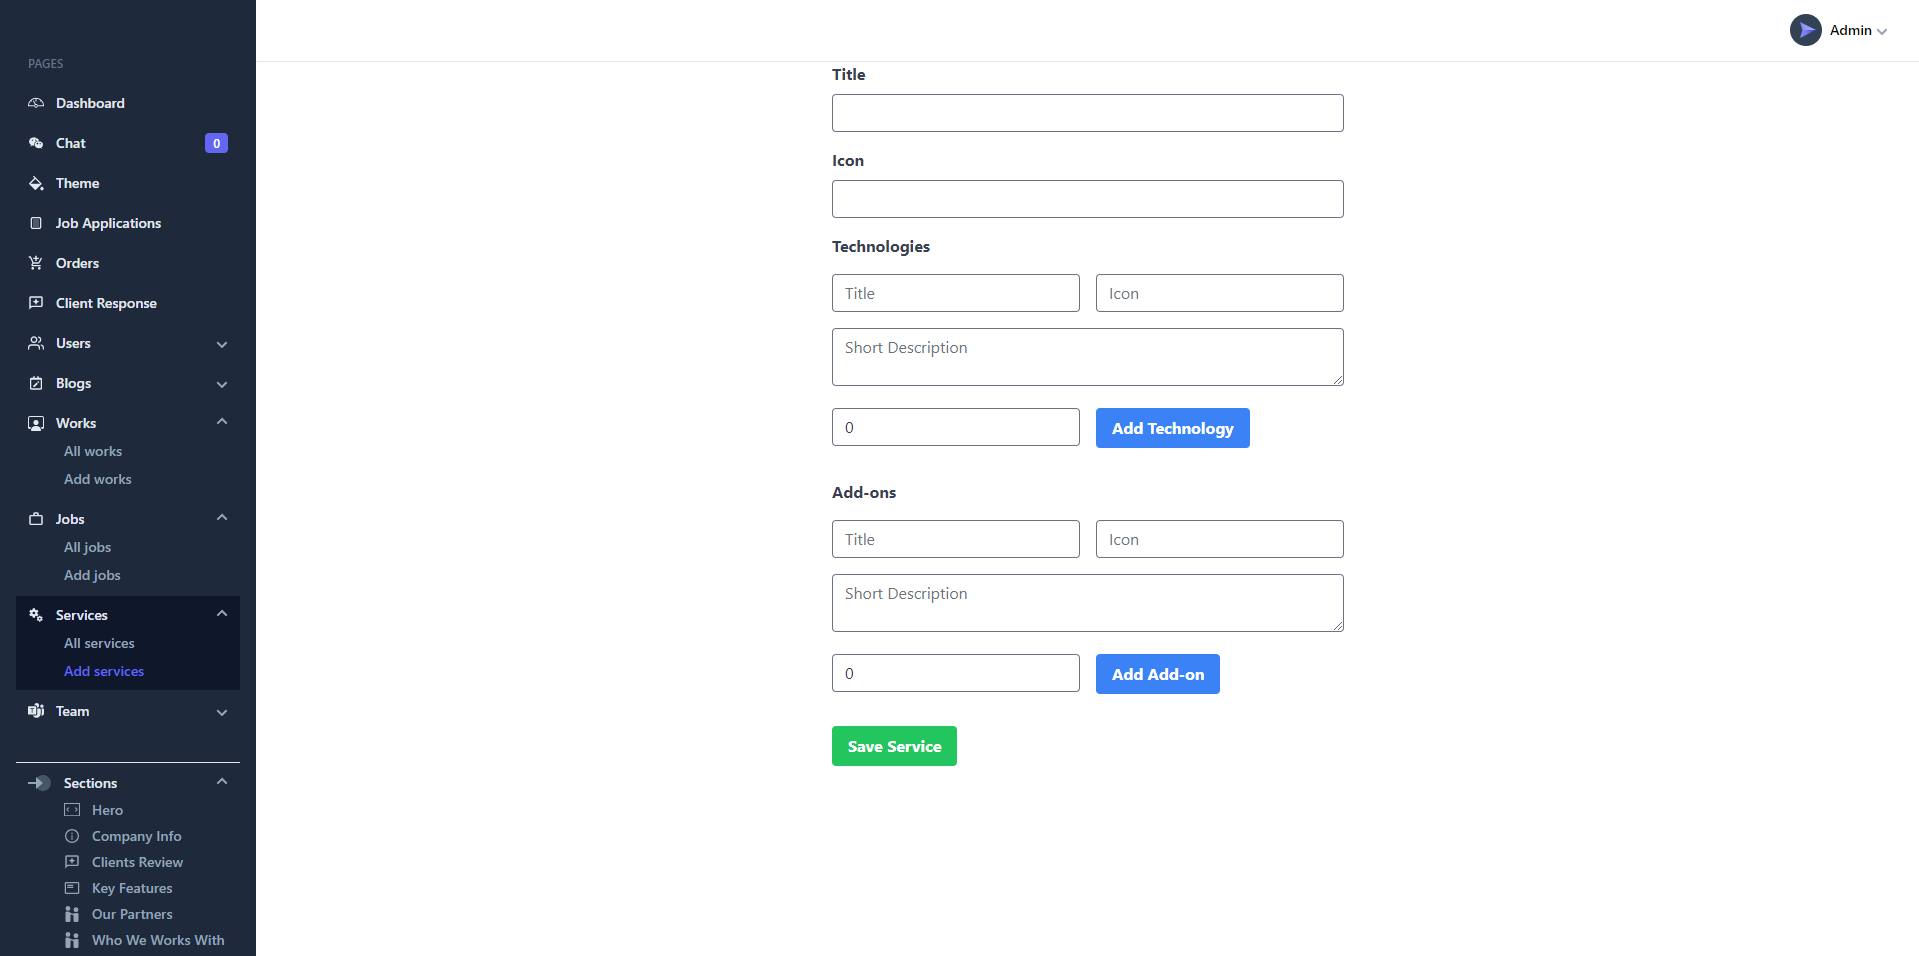 PAGES
Dashboard
Chat 0
Theme
Job Applications
Orders
Client Response
Users
Blogs
Works
All works
Add works
Jobs
All jobs
Add jobs
Services
All services
Add services
Team
Sections
Hero
Company Info
Clients Review
Key Features
Our Partners
Who We Works With
Admin
Title
Icon
Technologies
Title Icon
Short Description
0 Add Technology
Add-ons
Title Icon
Short Description
0 Add Add-on
Save Service